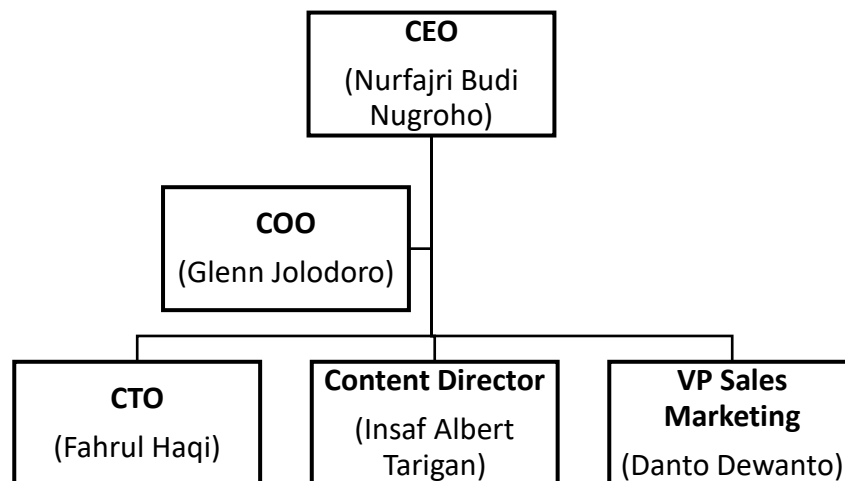 CEO
(Nurfajri Budi
Nugroho)
COO
(Glenn Jolodoro)
CTO
(Fahrul Haqi)
Content Director
(Insaf Albert
Tarigan)
VP Sales
Marketing
(Danto Dewanto)